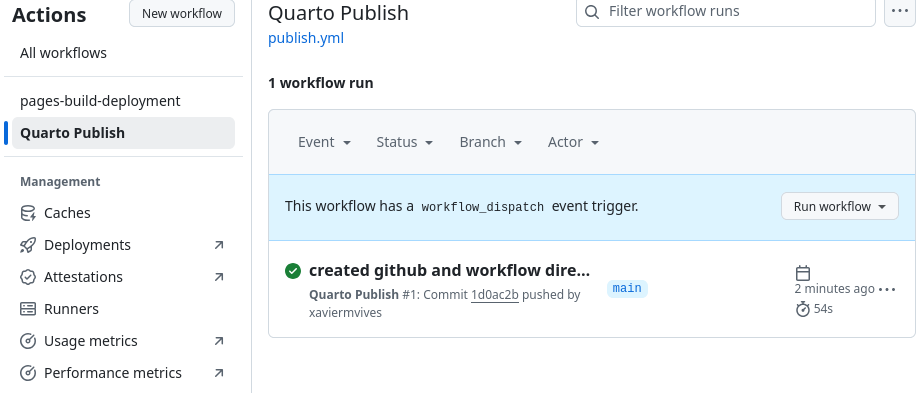 Actions
New workflow
All workflows
pages-build-deployment
Quarto Publish
Management
Caches
Deployments
Attestations
Runners
Usage metrics
Performance metrics
Quarto Publish
publish.yml
Filter workflow runs
1 workflow run
Event Status Branch Actor
This workflow has a workflow_dispatch event trigger.
Run workflow
created github and workflow dire...
Quarto Publish #1: Commit 1d0ac2b pushed by
xaviermvives
main
2 minutes ago
54s